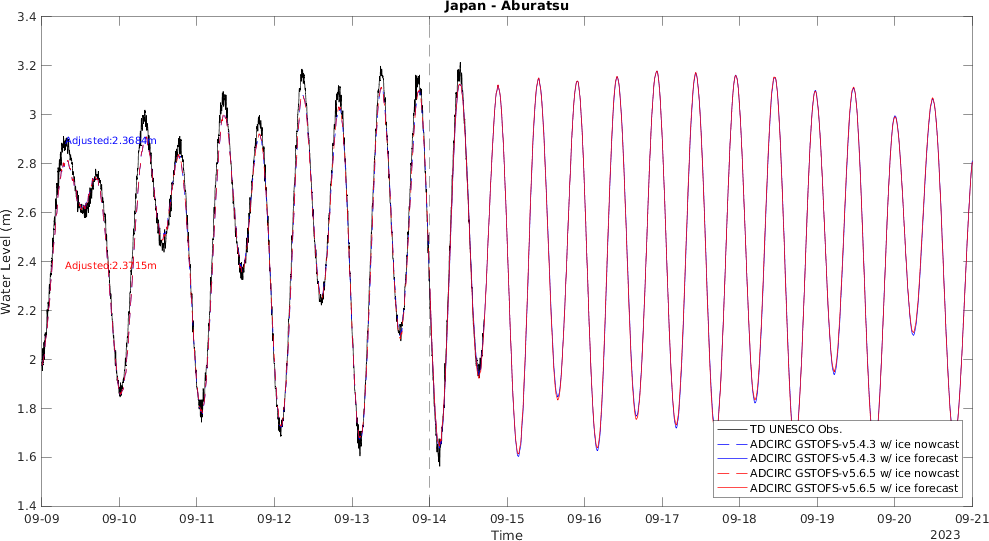 Japan - Aburatsu
3.4
3.2
3
2.8
2.6
2.4
2.2
2
1.8
1.6
1.4
Water Level (m)
Adjusted:2.3684m
Adjusted:2.3715m
TD UNESCO Obs.
ADCIRC GSTOFS-v5.4.3 w/ ice nowcast
ADCIRC GSTOFS-v5.4.3 w/ ice forecast
ADCIRC GSTOFS-v5.6.5 w/ ice nowcast
ADCIRC GSTOFS-v5.6.5 w/ ice forecast
09-09 09-10 09-11 09-12 09-13 09-14 09-15 09-16 09-17 09-18 09-19 09-20 09-21
Time
2023